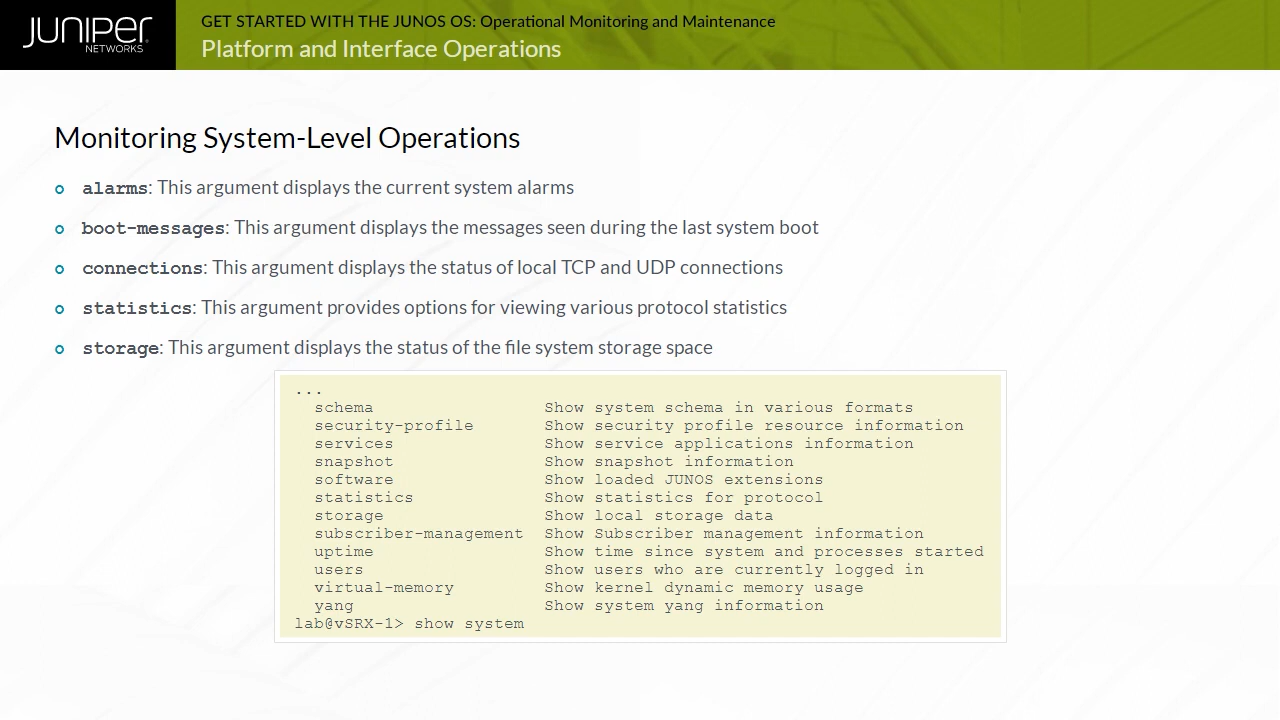 JUNIPER
NETWORKS
GET STARTED WITH THE JUNOS OS: Operational Monitoring and Maintenance
Platform and Interface Operations
Monitoring System-Level Operations
alarms: This argument displays the current system alarms
boot-messages: This argument displays the messages seen during the last system boot
connections: This argument displays the status of local TCP and UDP connections
statistics: This argument provides options for viewing various protocol statistics
storage: This argument displays the status of the file system storage space
...
schema Show system schema in various formats
security-profile Show security profile resource information
services Show service applications information
snapshot Show snapshot information
software Show loaded JUNOS extensions
statistics Show statistics for protocol
storage Show local storage data
subscriber-management Show Subscriber management information
uptime Show time since system and processes started
users Show users who are currently logged in
virtual-memory Show kernel dynamic memory usage
yang Show system yang information
lab@vSRX-1> show system